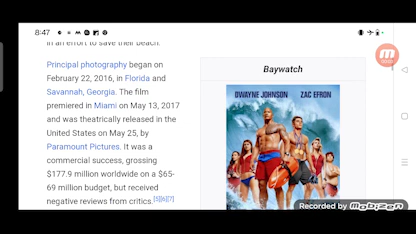 8:47
in an effort to save their beach.
Principal photography began on
February 22, 2016, in Florida and
Savannah, Georgia. The film
premiered in Miami on May 13, 2017
and was theatrically released in the
United States on May 25, by
Paramount Pictures. It was a
commercial success, grossing
$177.9 million worldwide on a $65-
69 million budget, but received
negative reviews from critics.[5][6][7]
Baywatch
DWAYNE JOHNSON ZAC EFRON
Recorded by MOBIZEN